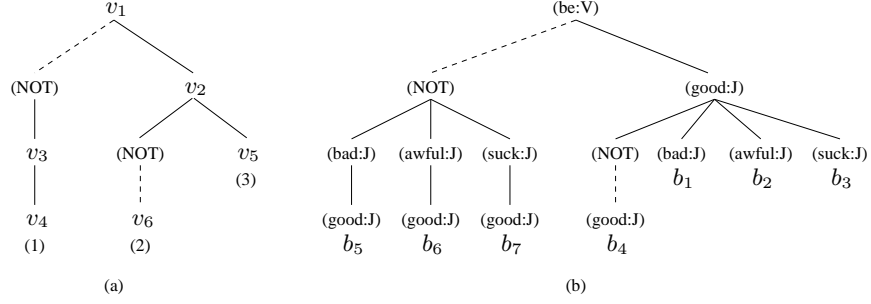 v₁ (be:V)
(NOT) v₂ (NOT) (good:J)
v₃ (NOT) v₅ (bad:J) (awful:J) (suck:J) (NOT) (bad:J) (awful:J) (suck:J)
(3) b₁ b₂ b₃
v₄ v₆ (good:J) (good:J) (good:J) (good:J)
(1) (2) b₅ b₆ b₇ b₄
(a) (b)